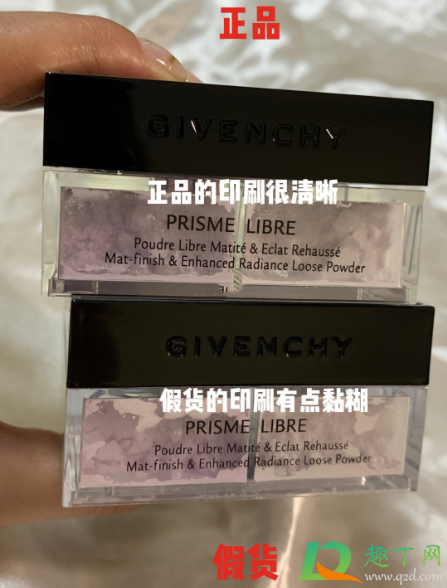 正品
GIVENCHY
正品的印刷很清晰
PRISME LIBRE
Poudre Libre Matité & Eclat Rehaussé
Mat-finish & Enhanced Radiance Loose Powder
GIVENCHY
假货的印刷有点黏糊
PRISME LIBRE
Poudre Libre Matité & Eclat Rehaussé
Mat-finish & Enhanced Radiance Loose Powder
假货
趣丁网
www.qzd.com